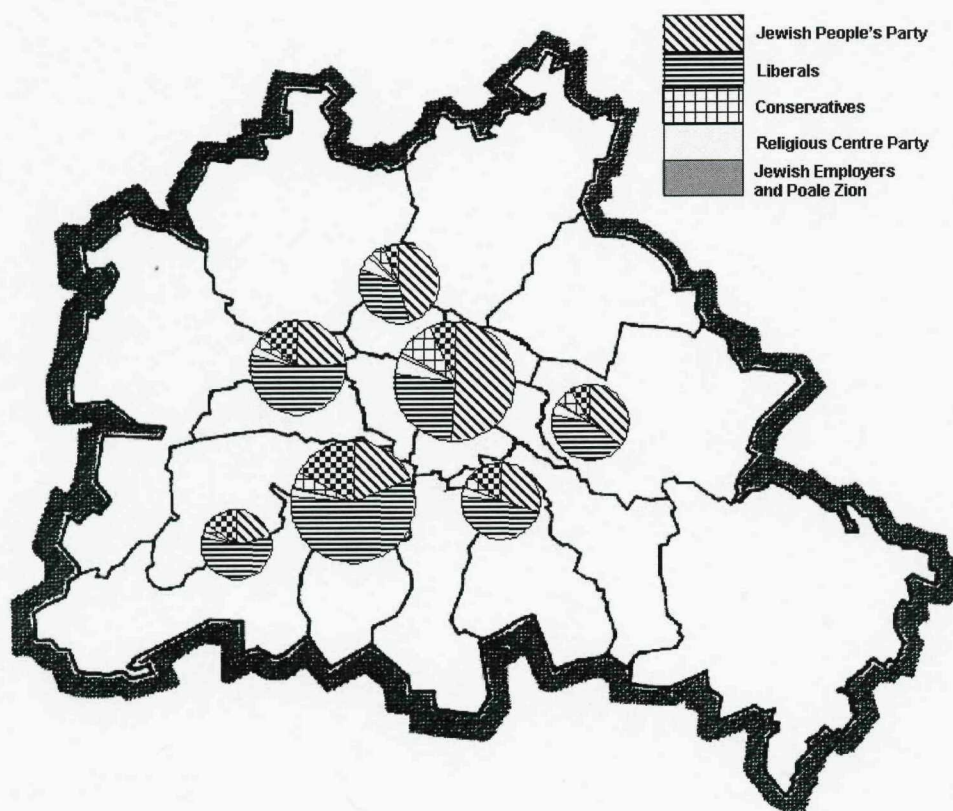 Jewish People's Party
Liberals
Conservatives
Religious Centre Party
Jewish Employers
and Poale Zion